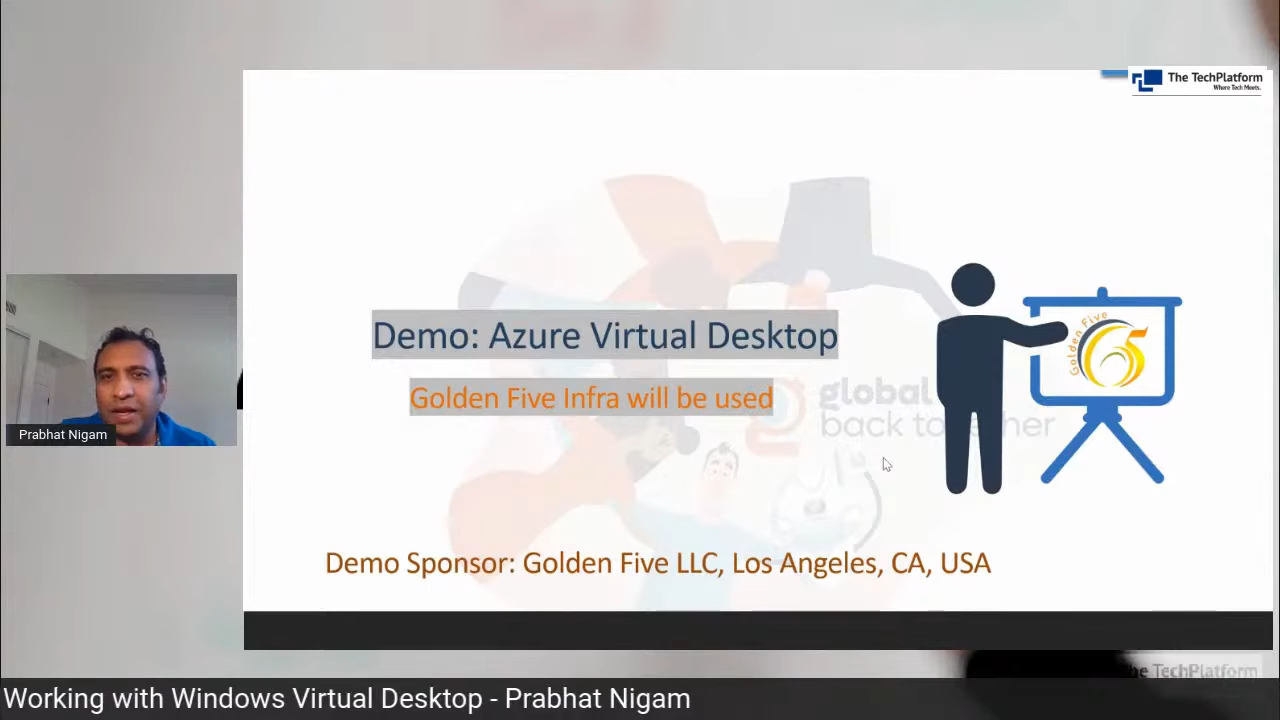 The TechPlatform
Where Tech Meets.
Demo: Azure Virtual Desktop
Golden Five Infra will be used
Golden Five
global
back together
Prabhat Nigam
Demo Sponsor: Golden Five LLC, Los Angeles, CA, USA
he TechPlatform
Working with Windows Virtual Desktop - Prabhat Nigam